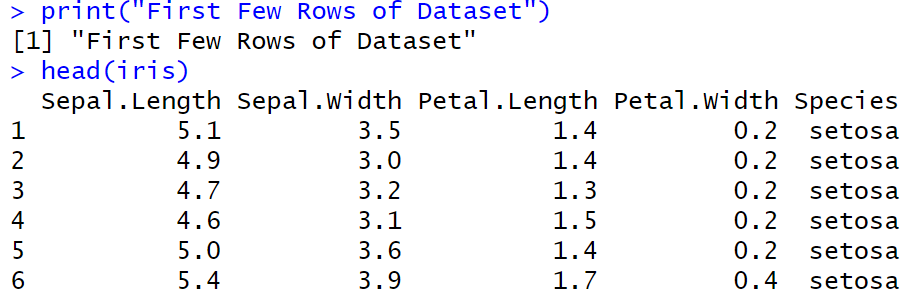 > print("First Few Rows of Dataset")
[1] "First Few Rows of Dataset"
> head(iris)
  Sepal.Length Sepal.Width Petal.Length Petal.Width Species
1          5.1         3.5          1.4         0.2  setosa
2          4.9         3.0          1.4         0.2  setosa
3          4.7         3.2          1.3         0.2  setosa
4          4.6         3.1          1.5         0.2  setosa
5          5.0         3.6          1.4         0.2  setosa
6          5.4         3.9          1.7         0.4  setosa